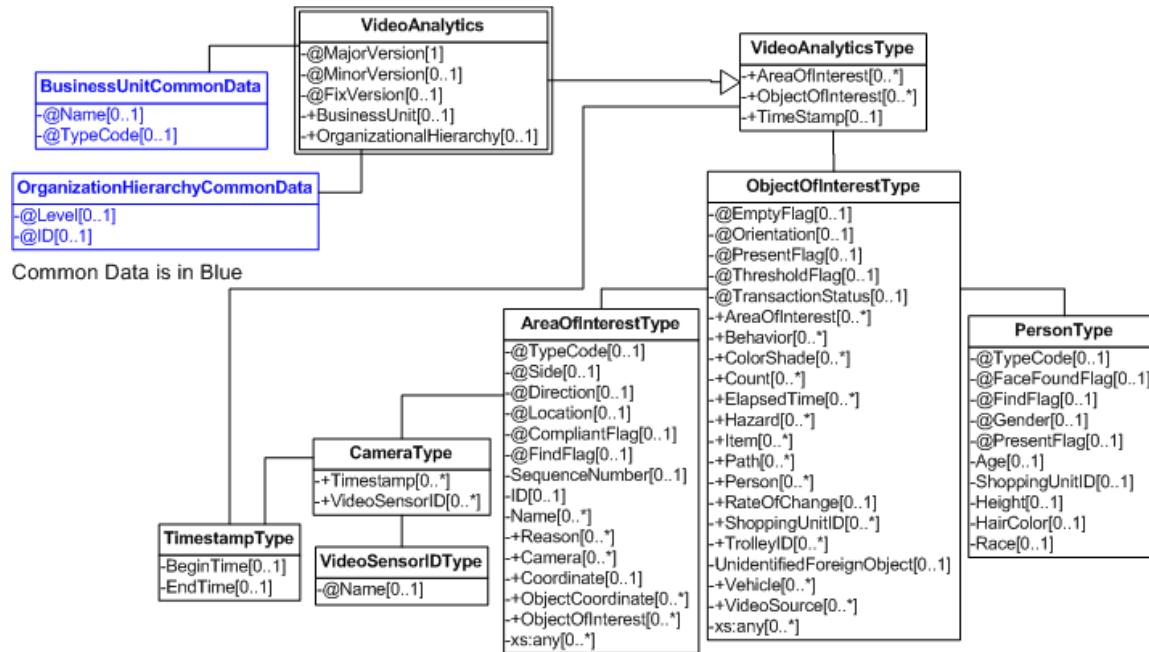 VideoAnalytics
-@MajorVersion[1]
-@MinorVersion[0..1]
-@FixVersion[0..1]
-+BusinessUnit[0..1]
-+OrganizationalHierarchy[0..1]
BusinessUnitCommonData
-@Name[0..1]
-@TypeCode[0..1]
OrganizationHierarchyCommonData
-@Level[0..1]
-@ID[0..1]
Common Data is in Blue
VideoAnalyticsType
-+AreaOfInterest[0..*]
-+ObjectOfInterest[0..*]
-+TimeStamp[0..1]
ObjectOfInterestType
-@EmptyFlag[0..1]
-@Orientation[0..1]
-@PresentFlag[0..1]
-@ThresholdFlag[0..1]
-@TransactionStatus[0..1]
-+AreaOfInterest[0..*]
-+Behavior[0..*]
-+ColorShade[0..*]
-+Count[0..*]
-+ElapsedTime[0..*]
-+Hazard[0..*]
-+Item[0..*]
-+Path[0..*]
-+Person[0..*]
-+RateOfChange[0..1]
-+ShoppingUnitID[0..*]
-+TrolleyID[0..*]
-UnidentifiedForeignObject[0..1]
-+Vehicle[0..*]
-+VideoSource[0..*]
-xs:any[0..*]
AreaOfInterestType
-@TypeCode[0..1]
-@Side[0..1]
-@Direction[0..1]
-@Location[0..1]
-@CompliantFlag[0..1]
-@FindFlag[0..1]
-SequenceNumber[0..1]
-ID[0..1]
-Name[0..*]
-+Reason[0..*]
-+Camera[0..*]
-+Coordinate[0..1]
-+ObjectCoordinate[0..*]
-+ObjectOfInterest[0..*]
-xs:any[0..*]
PersonType
-@TypeCode[0..1]
-@FaceFoundFlag[0..1]
-@FindFlag[0..1]
-@Gender[0..1]
-@PresentFlag[0..1]
-Age[0..1]
-ShoppingUnitID[0..1]
-Height[0..1]
-HairColor[0..1]
-Race[0..1]
CameraType
-+Timestamp[0..*]
-+VideoSensorID[0..*]
TimestampType
-BeginTime[0..1]
-EndTime[0..1]
VideoSensorIDType
-@Name[0..1]